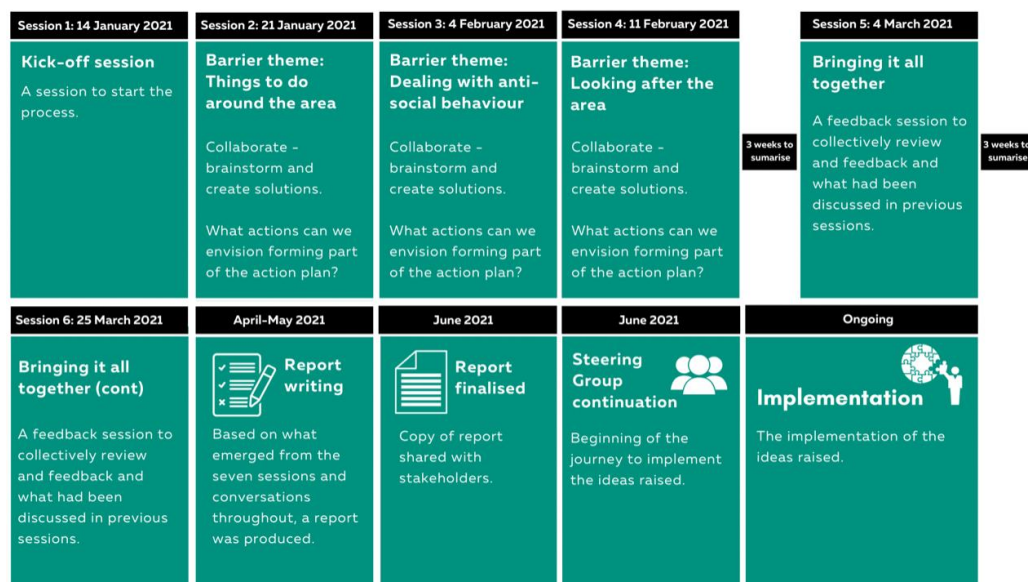 Session 1: 14 January 2021
Kick-off session
A session to start the
process.
Session 2: 21 January 2021
Barrier theme:
Things to do
around the area
Collaborate -
brainstorm and
create solutions.
What actions can we
envision forming part
of the action plan?
Session 3: 4 February 2021
Barrier theme:
Dealing with anti-
social behaviour
Collaborate -
brainstorm and
create solutions.
What actions can we
envision forming part
of the action plan?
Session 4: 11 February 2021
Barrier theme:
Looking after the
area
Collaborate -
brainstorm and
create solutions.
What actions can we
envision forming part
of the action plan?
3 weeks to
sumarise
Session 5: 4 March 2021
Bringing it all
together
A feedback session to
collectively review
and feedback and
what had been
discussed in previous
sessions.
3 weeks to
sumarise
Session 6: 25 March 2021
Bringing it all
together (cont)
A feedback session to
collectively review
and feedback and
what had been
discussed in previous
sessions.
April-May 2021
Report
writing
Based on what
emerged from the
seven sessions and
conversations
throughout, a report
was produced.
June 2021
Report
finalised
Copy of report
shared with
stakeholders.
June 2021
Steering
Group
continuation
Beginning of the
journey to implement
the ideas raised.
Ongoing
Implementation
The implementation of the
ideas raised.